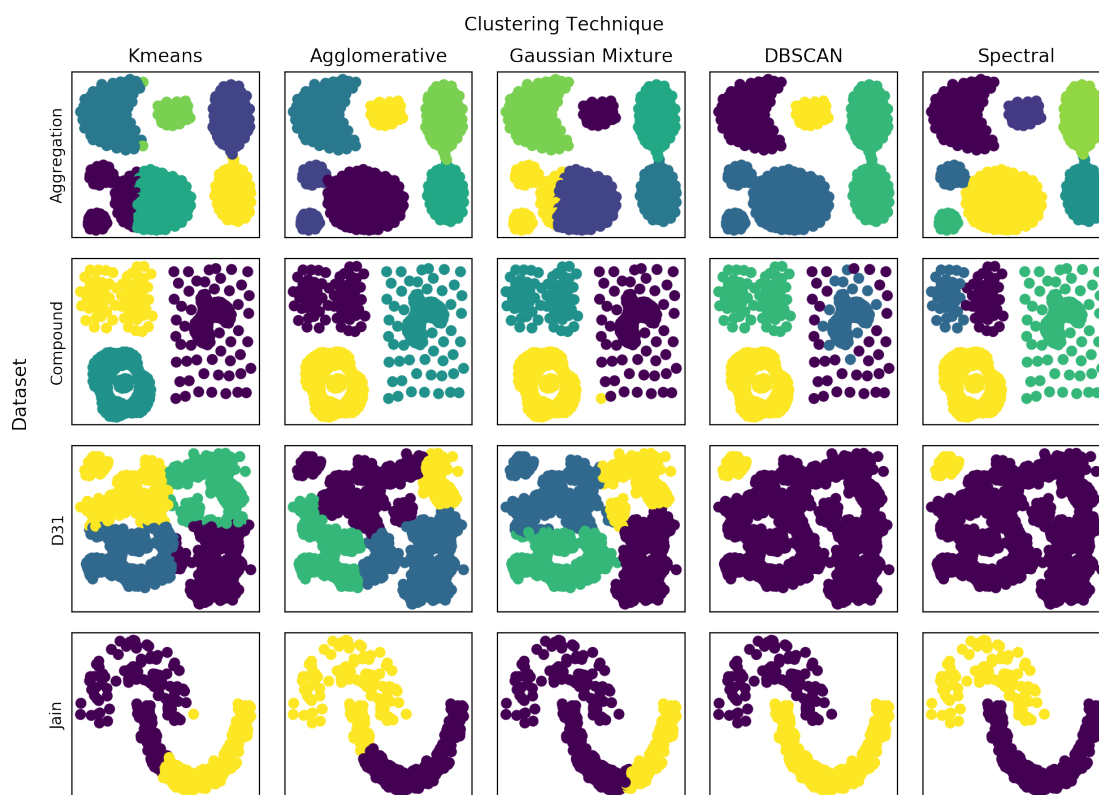 Clustering Technique
Kmeans Agglomerative Gaussian Mixture DBSCAN Spectral
Dataset
Aggregation
Compound
D31
Jain